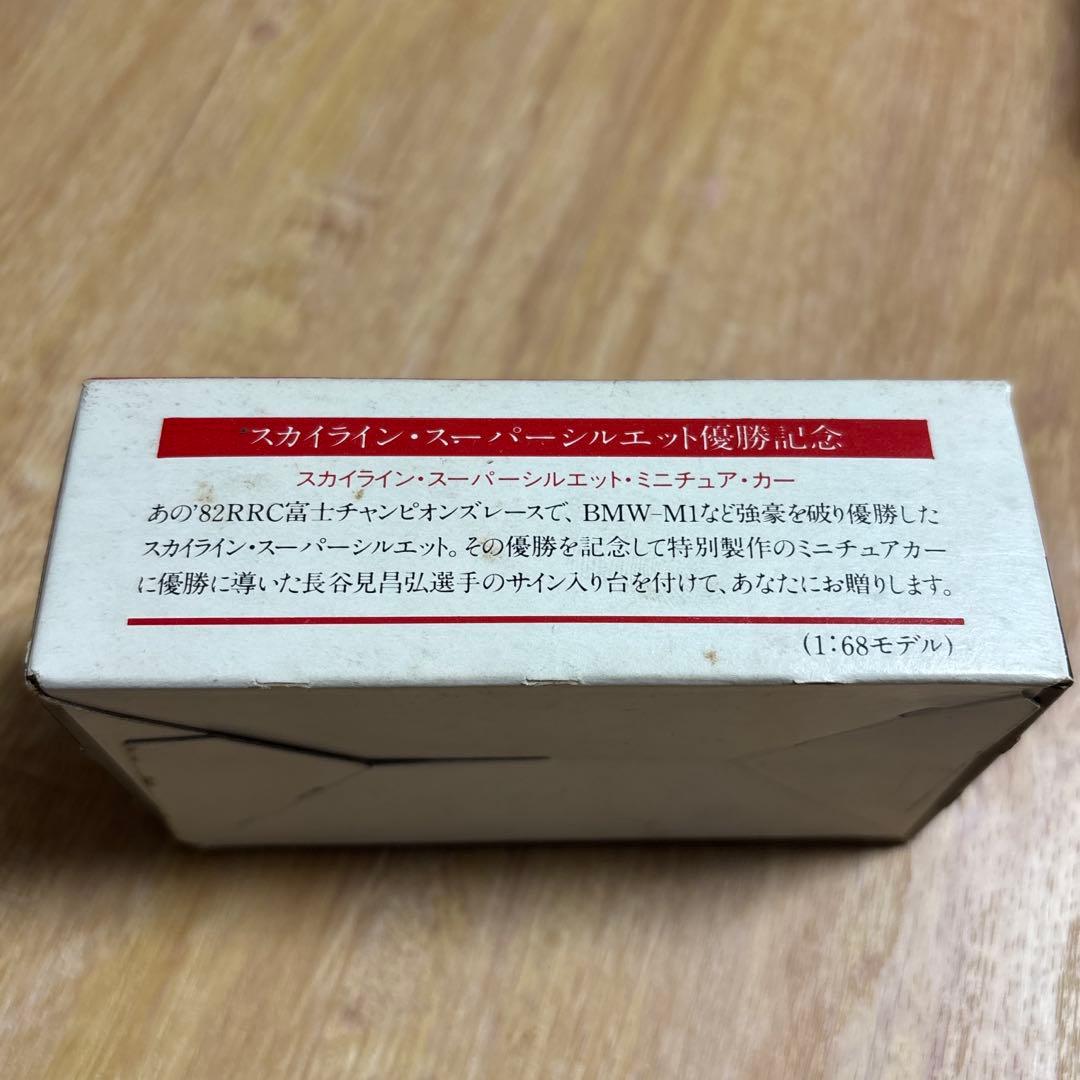 スカイライン・スーパーシルエット優勝記念
スカイライン・スーパーシルエット・ミニチュア・カー
あの'82RRC富士チャンピオンズレースで、BMW-M1など強豪を破り優勝した
スカイライン・スーパーシルエット。その優勝を記念して特別製作のミニチュアカー
に優勝に導いた長谷見昌弘選手のサイン入り台を付けて、あなたにお贈りします。
(1:68モデル)